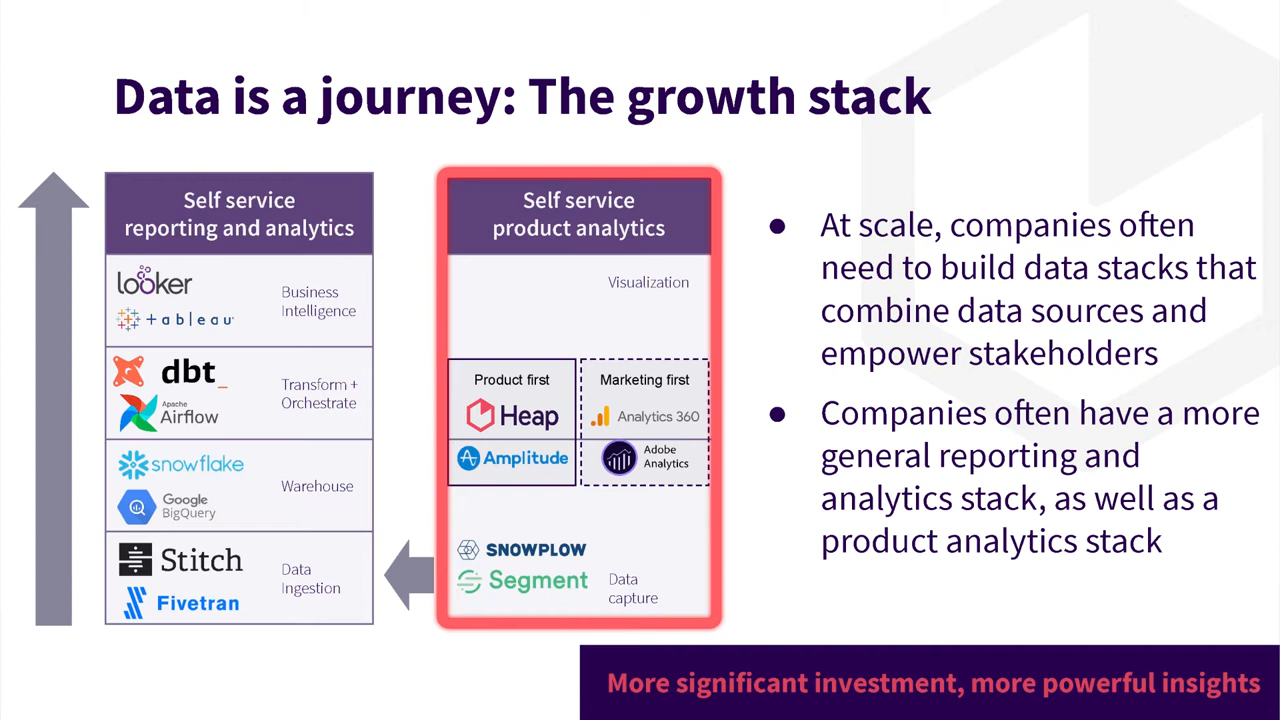 Data is a journey: The growth stack
Self service
reporting and analytics
looker
Business
Intelligence
+ a b l e a u
dbt_
Transform +
Orchestrate
Apache
Airflow
snowflake
Warehouse
Google
BigQuery
Stitch
Data
Ingestion
Fivetran
Self service
product analytics
Visualization
Product first
Heap
Amplitude
Marketing first
Analytics 360
Adobe
Analytics
SNOWPLOW
Segment
Data
capture
● At scale, companies often
need to build data stacks that
combine data sources and
empower stakeholders
● Companies often have a more
general reporting and
analytics stack, as well as a
product analytics stack
More significant investment, more powerful insights